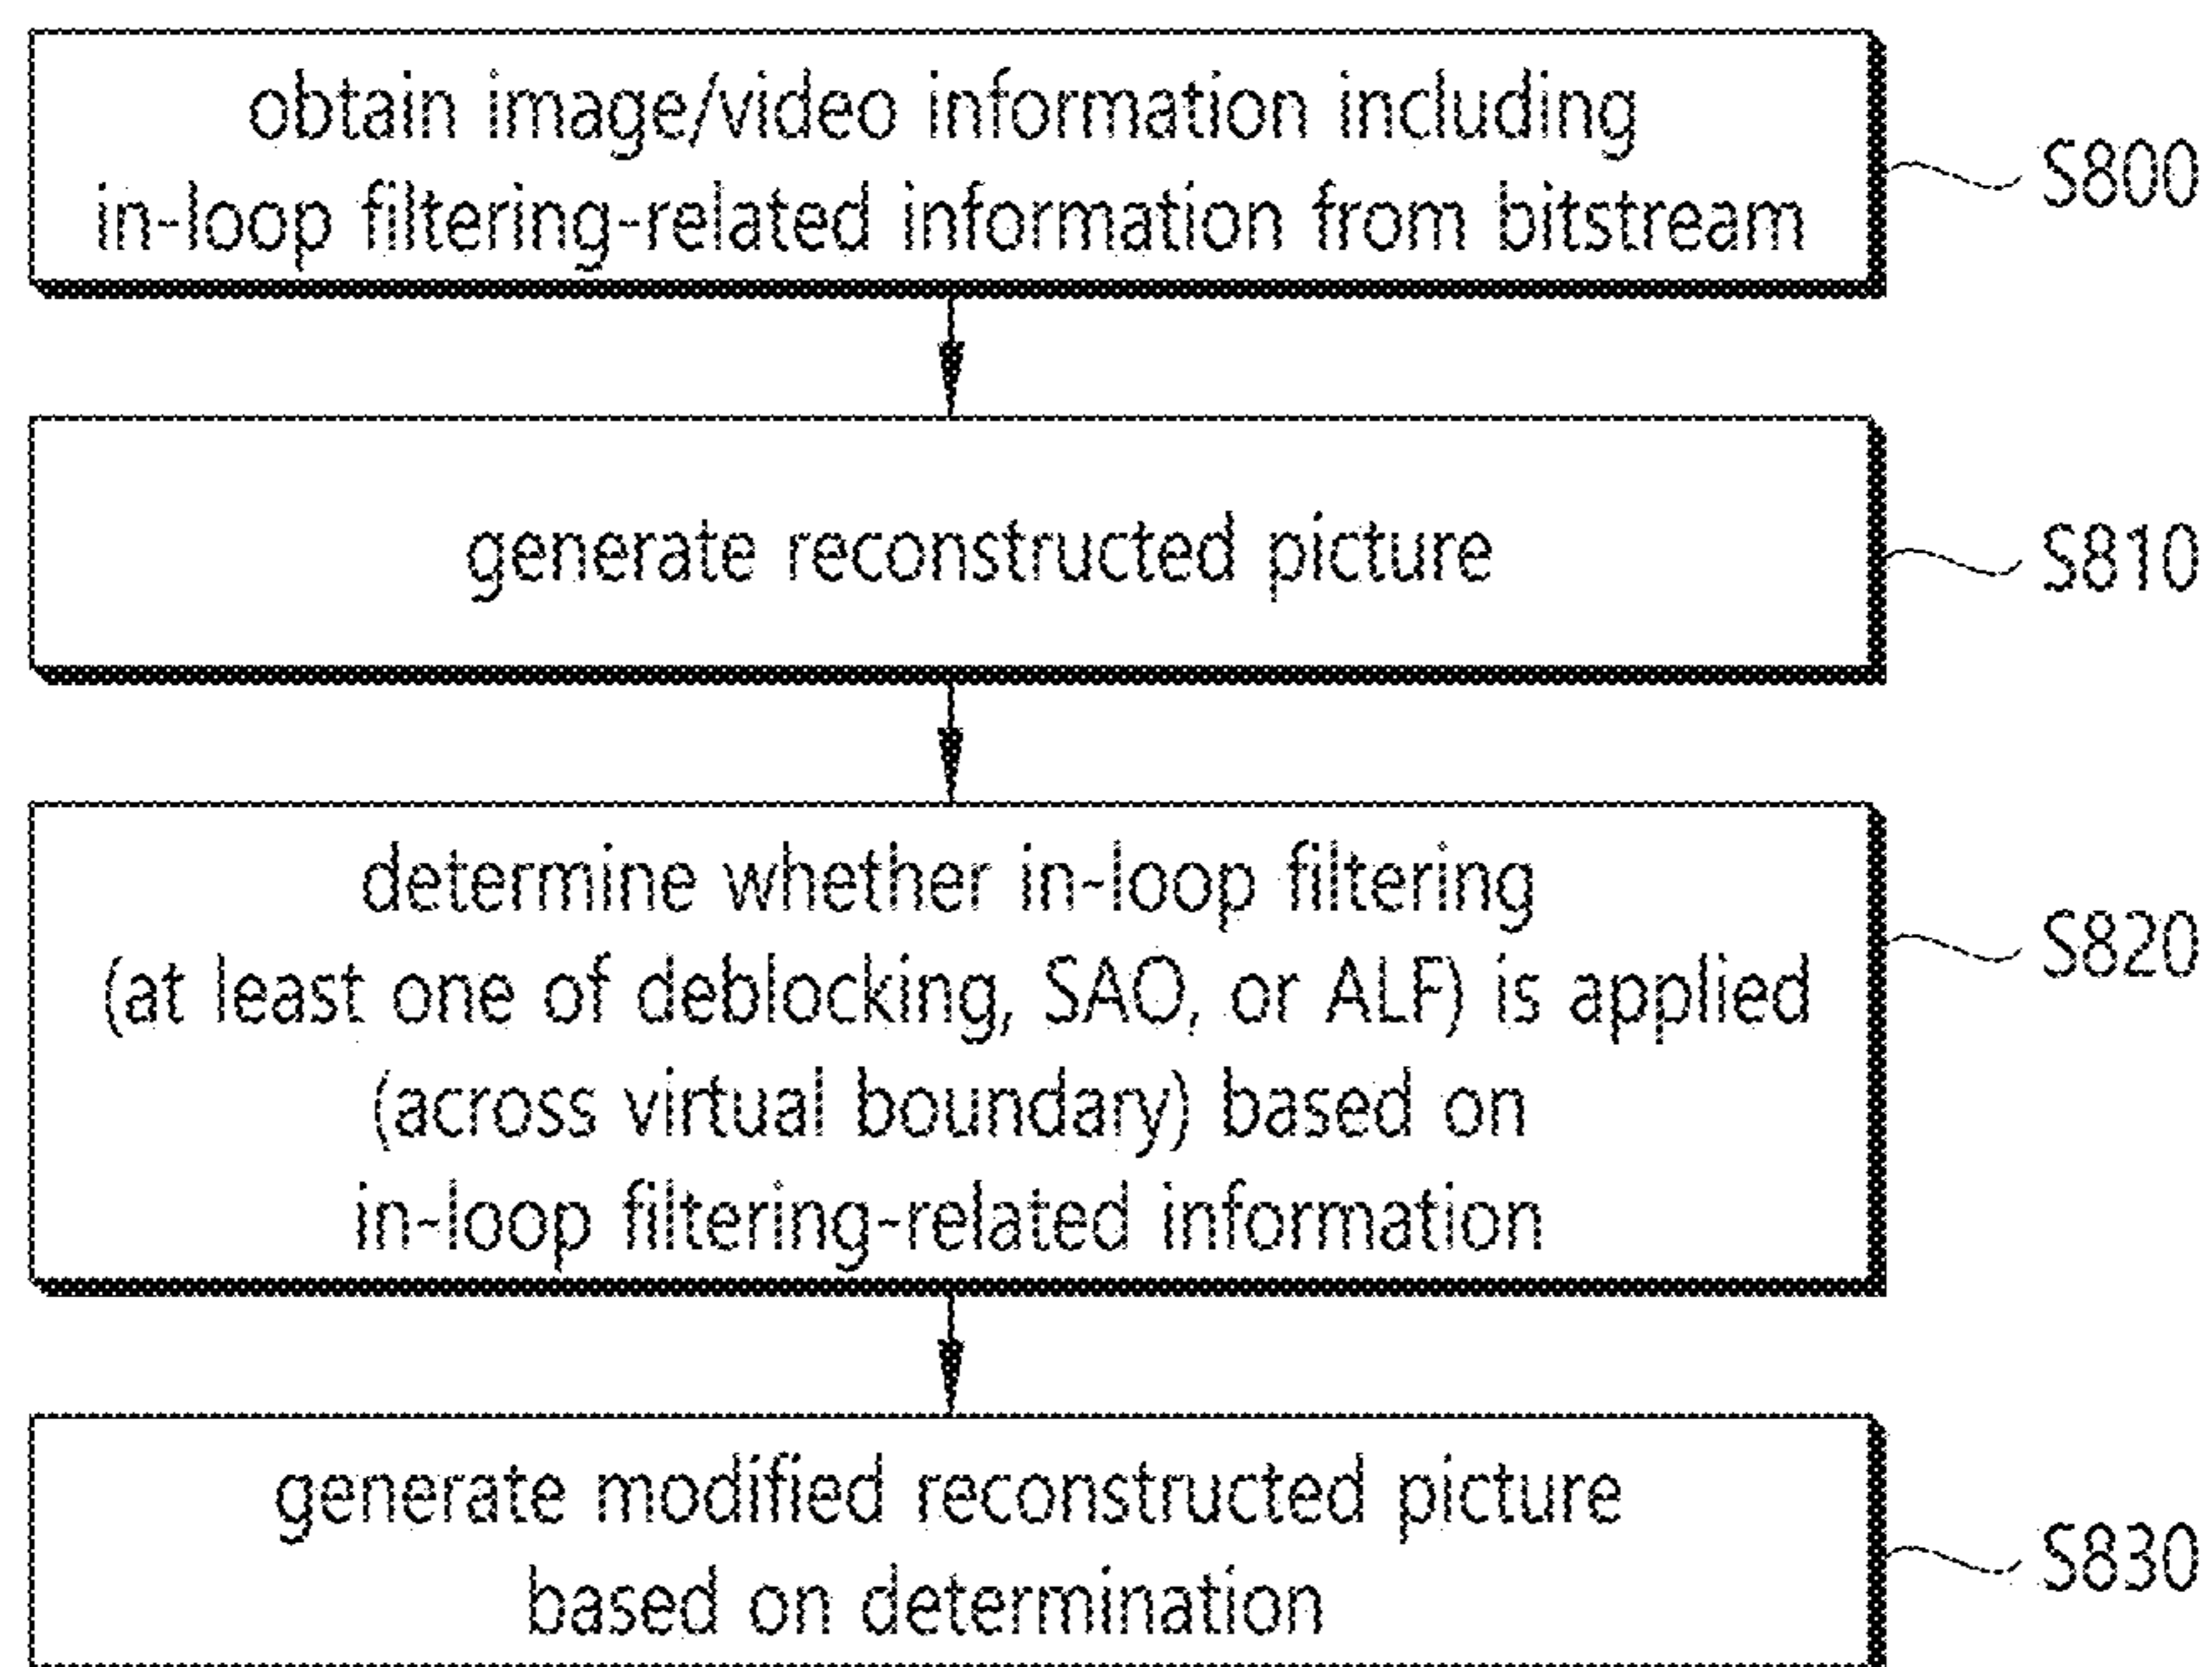 obtain image/video information including
in-loop filtering-related information from bitstream
S800
generate reconstructed picture
S810
determine whether in-loop filtering
(at least one of deblocking, SAO, or ALF) is applied
(across virtual boundary) based on
in-loop filtering-related information
S820
generate modified reconstructed picture
based on determination
S830